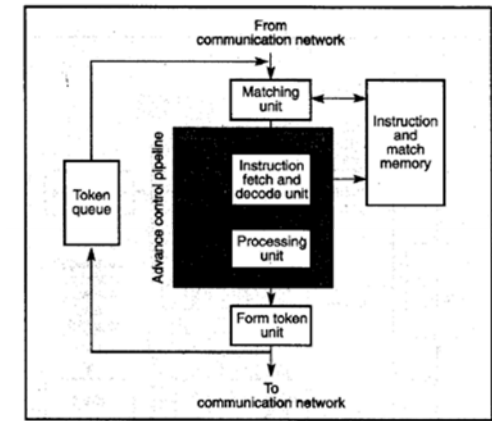 From
communication network
Matching
unit
Instruction
and
match
memory
Advance control pipeline
Instruction
fetch and
decode unit
Token
queue
Processing
unit
Form token
unit
To
communication network